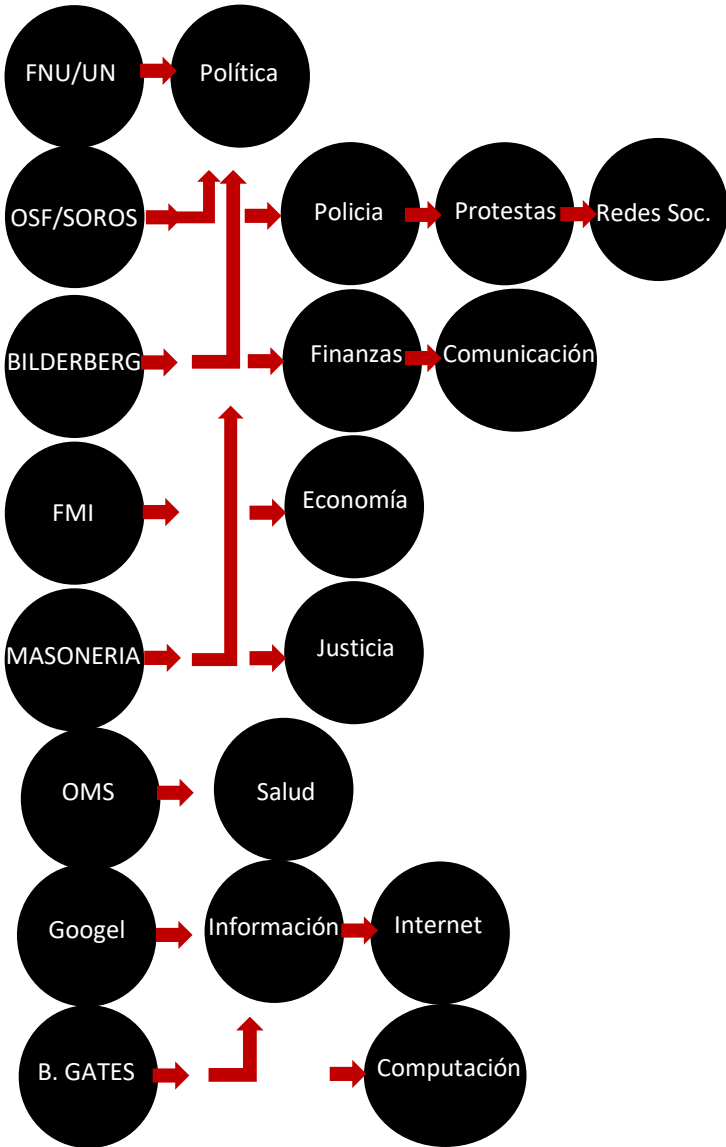 FNU/UN
Política
OSF/SOROS
Policia
Protestas
Redes Soc.
BILDERBERG
Finanzas
Comunicación
FMI
Economía
MASONERIA
Justicia
OMS
Salud
Googel
Información
Internet
B. GATES
Computación